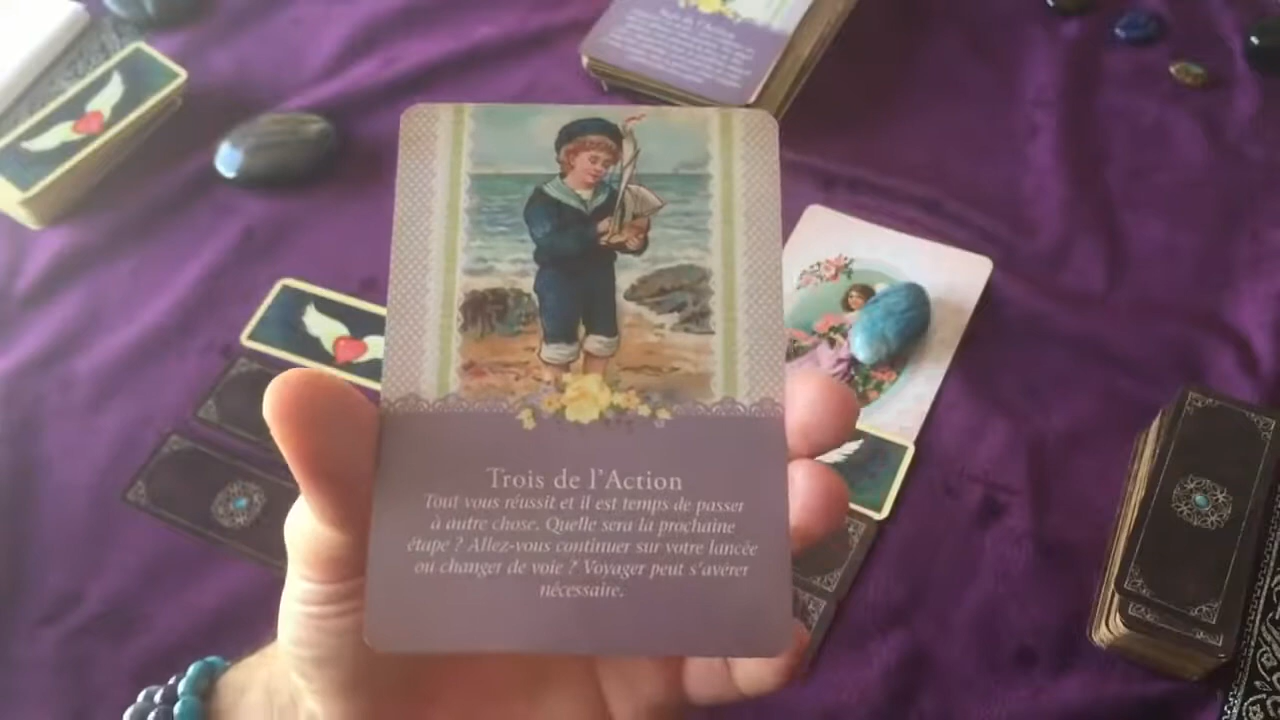 Trois de l'Action
Tout vous réussit et il est temps de passer
à autre chose. Quelle sera la prochaine
étape ? Allez-vous continuer sur votre lancée
ou changer de voie ? Voyager peut s'avérer
nécessaire.